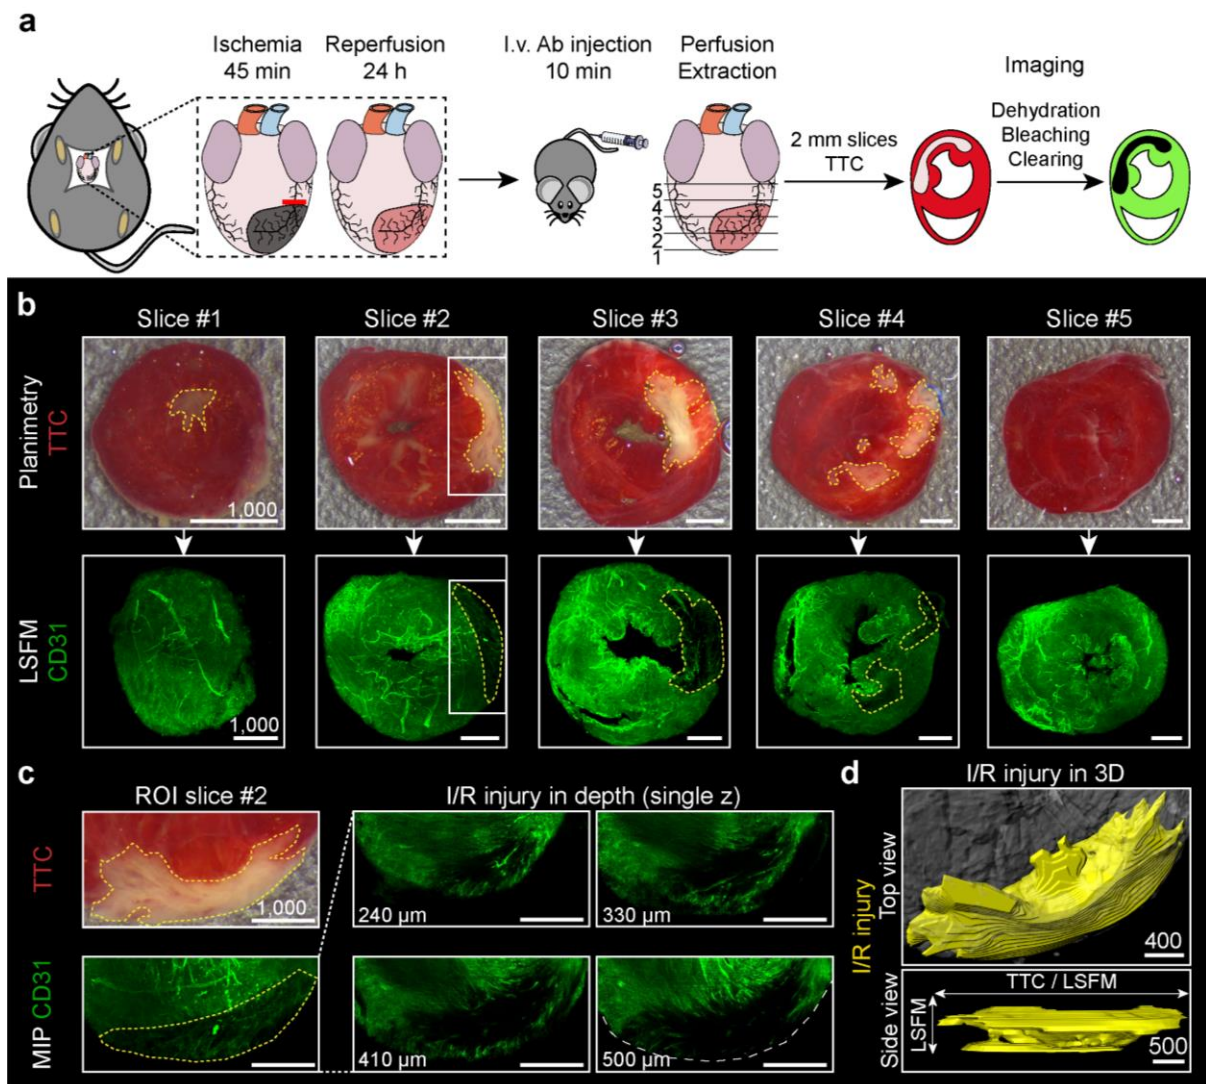 a
Ischemia
45 min
Reperfusion
24 h
I.v. Ab injection
10 min
Perfusion
Extraction
5
4
3
2
1
2 mm slices
TTC
Imaging
Dehydration
Bleaching
Clearing
b
Slice #1
Slice #2
Slice #3
Slice #4
Slice #5
Planimetry
TTC
1,000
LSFM
CD31
1,000
c
ROI slice #2
I/R injury in depth (single z)
TTC
1,000
240 µm
330 µm
MIP CD31
410 µm
500 µm
d
I/R injury in 3D
I/R injury
Top view
400
Side view
LSFM
TTC / LSFM
500